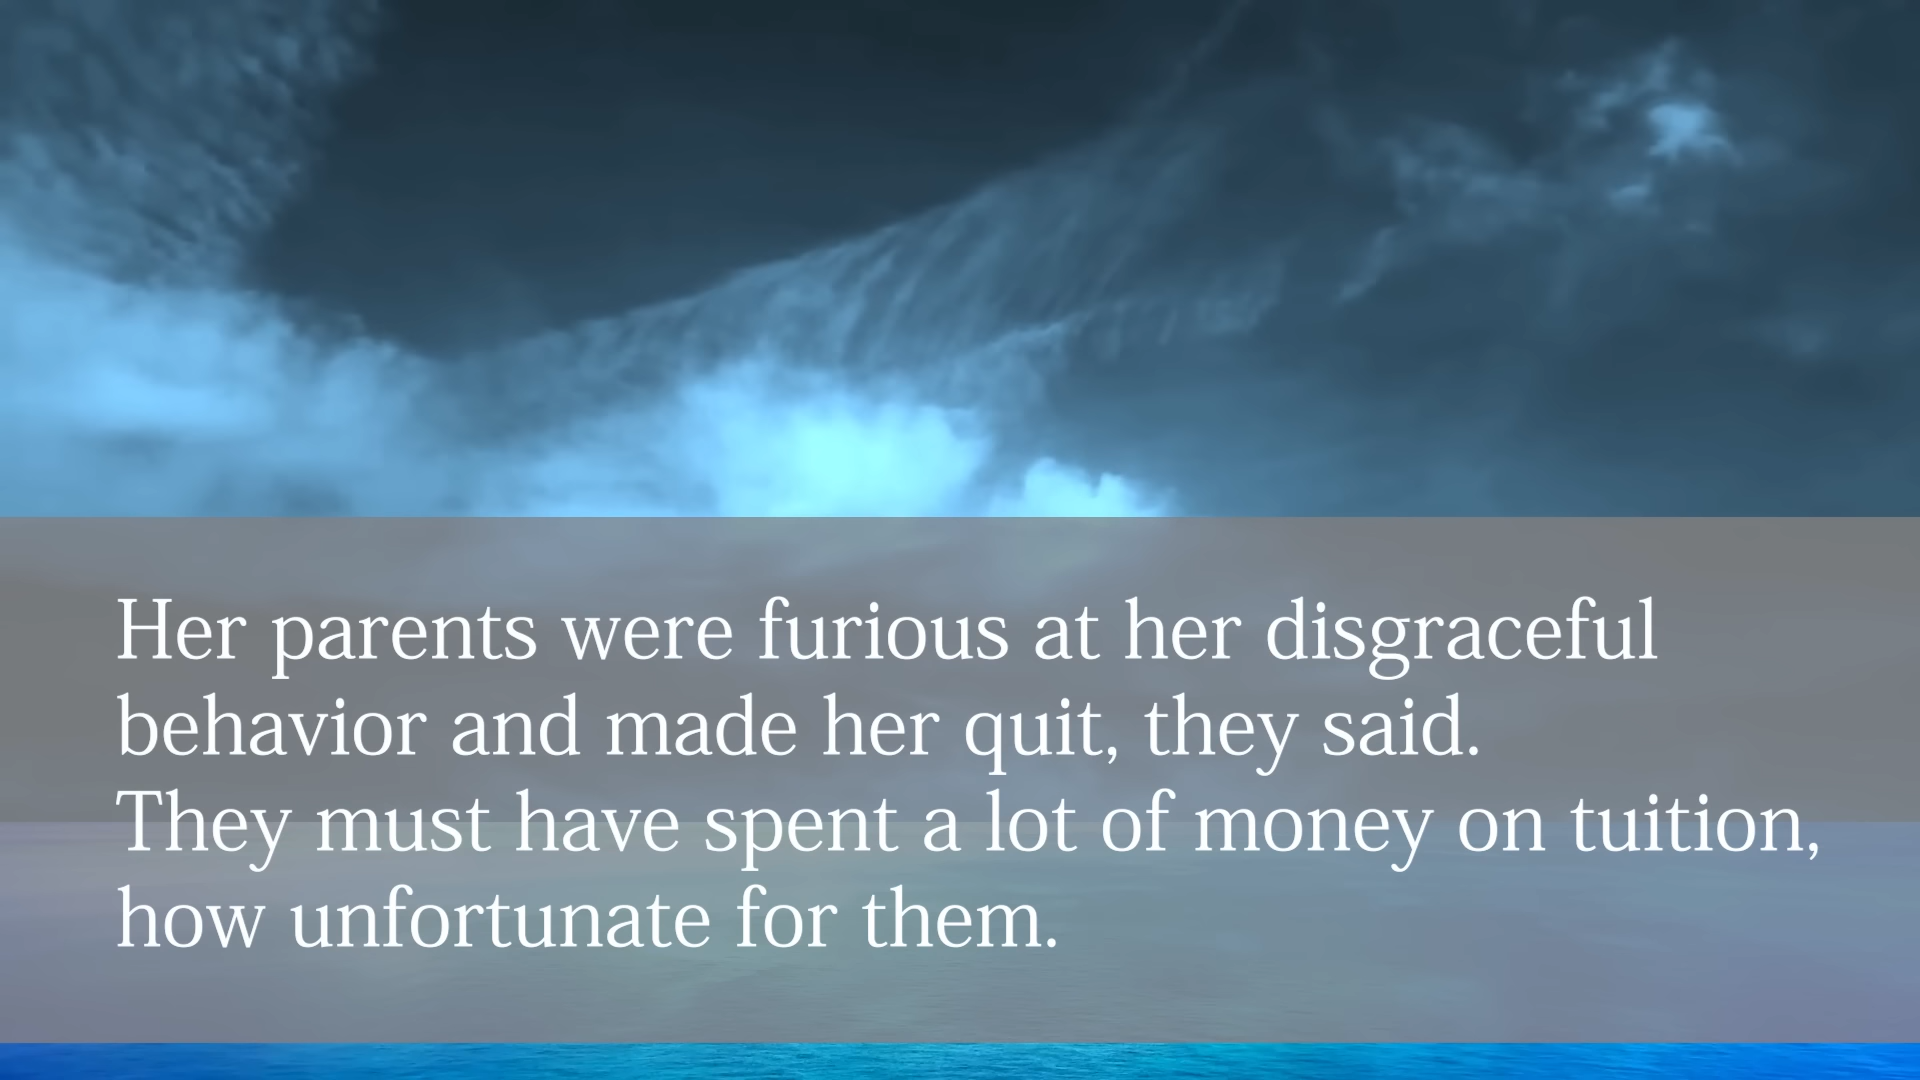 Her parents were furious at her disgraceful
behavior and made her quit, they said.
They must have spent a lot of money on tuition,
how unfortunate for them.